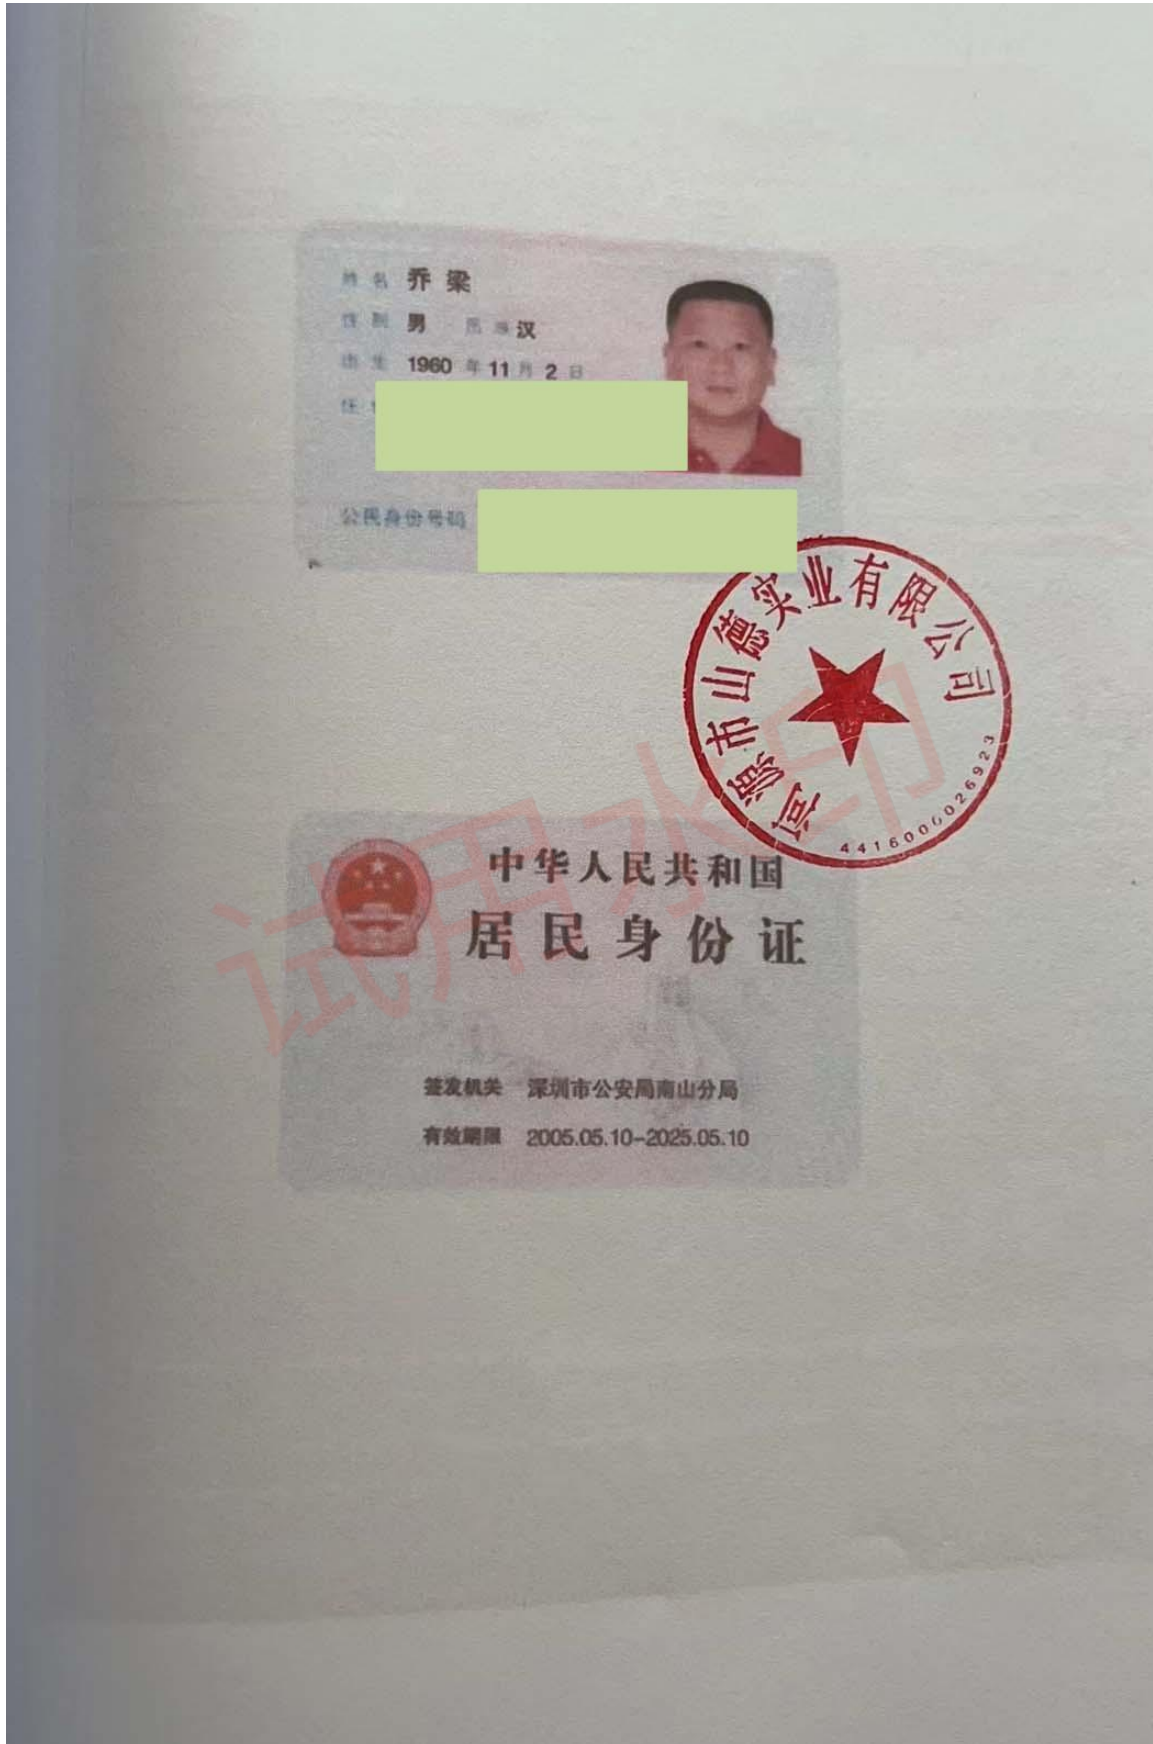 姓名 乔梁
性别 男 民族 汉
出生 1960 年 11 月 2 日
住
公民身份号码
河源市山德实业有限公司
4416000026923
中华人民共和国
居民身份证
签发机关 深圳市公安局南山分局
有效期限 2005.05.10-2025.05.10
试用水印